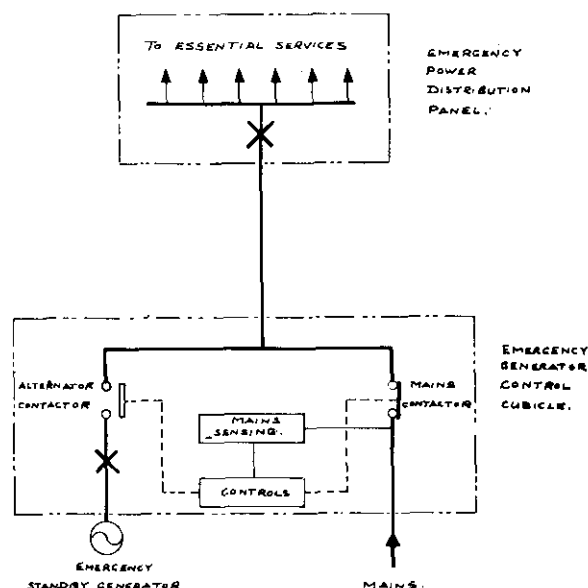 To ESSENTIAL SERVICES
EMERGENCY
POWER
DISTRIBUTION
PANEL.
ALTERNATOR
CONTACTOR
MAINS
SENSING.
CONTROLS
MAINS
CONTACTOR
EMERGENCY
GENERATOR
CONTROL
CUBICLE.
EMERGENCY
STANDBY GENERATOR
MAINS.